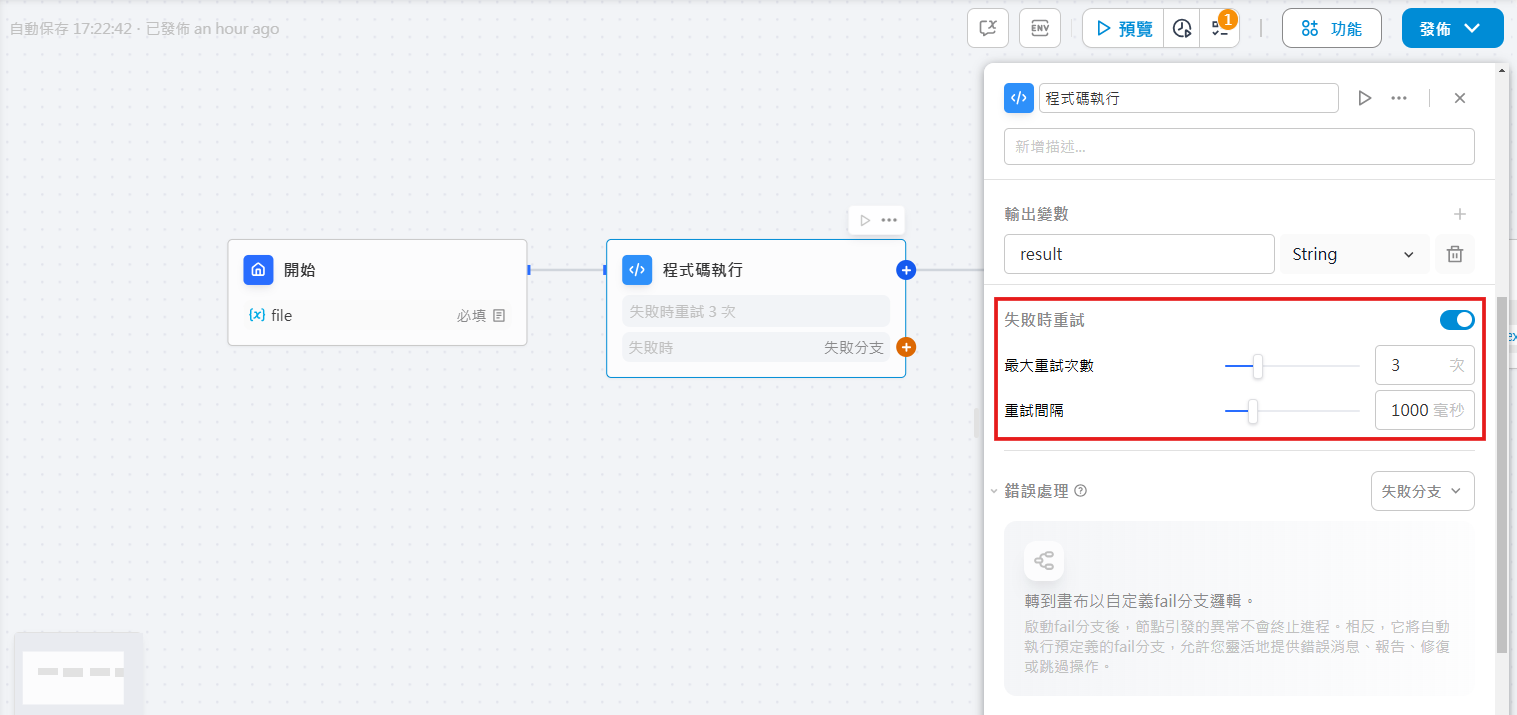 自動保存 17:22:42 · 已發佈 an hour ago
ENV
預覽
1
功能
發佈
程式碼執行
新增描述...
輸出變數
result
String
開始
{x} file
必填
程式碼執行
失敗時重試 3 次
失敗時
失敗分支
失敗時重試
最大重試次數
3 次
重試間隔
1000 毫秒
錯誤處理
失敗分支
轉到畫布以自定義fail分支邏輯。
啟動fail分支後，節點引發的異常不會終止進程。相反，它將自動
執行預定義的fail分支，允許您靈活地提供錯誤消息、報告、修復
或跳過操作。